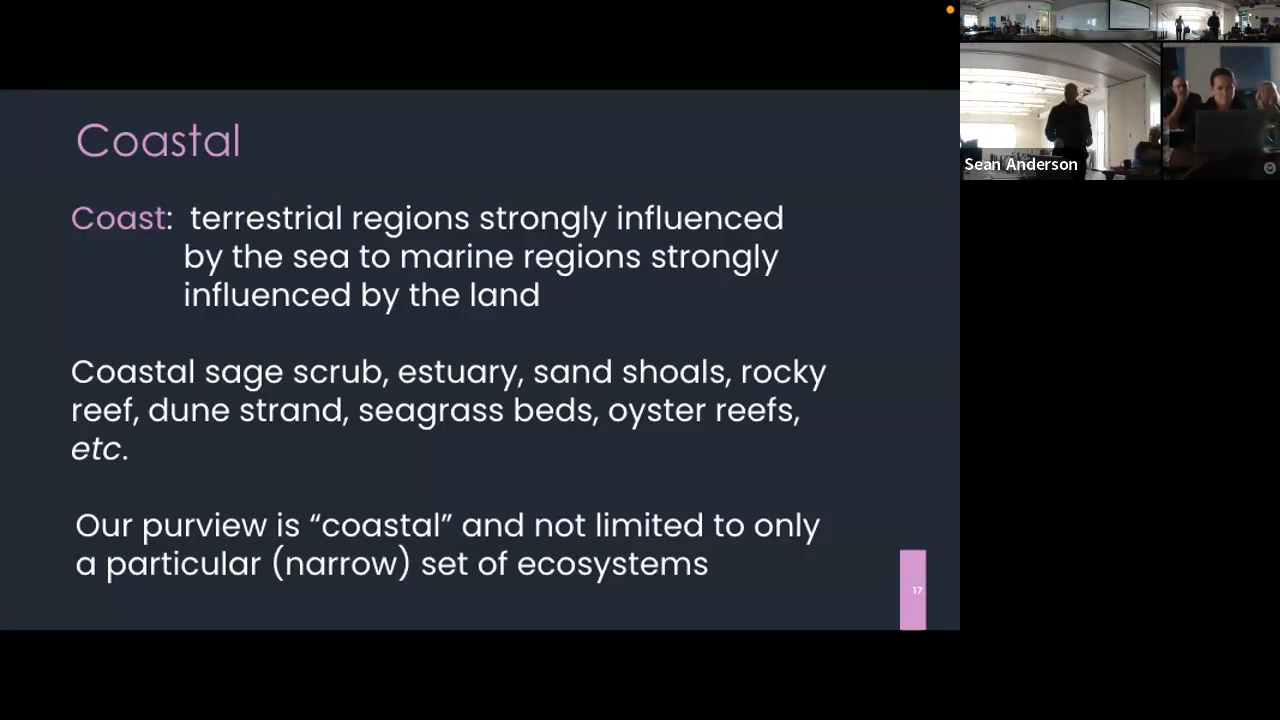 Coastal
Coast: terrestrial regions strongly influenced
by the sea to marine regions strongly
influenced by the land
Coastal sage scrub, estuary, sand shoals, rocky
reef, dune strand, seagrass beds, oyster reefs,
etc.
Our purview is “coastal” and not limited to only
a particular (narrow) set of ecosystems
17
Sean Anderson